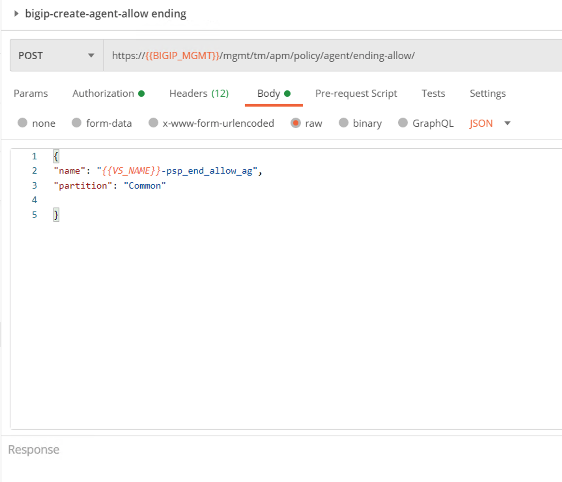 bigip-create-agent-allow ending
POST https://{{BIGIP_MGMT}}/mgmt/tm/apm/policy/agent/ending-allow/
Params Authorization Headers (12) Body Pre-request Script Tests Settings
none form-data x-www-form-urlencoded raw binary GraphQL JSON
1 {
2 "name": "{{VS_NAME}}-psp_end_allow_ag",
3 "partition": "Common"
4
5 }
Response